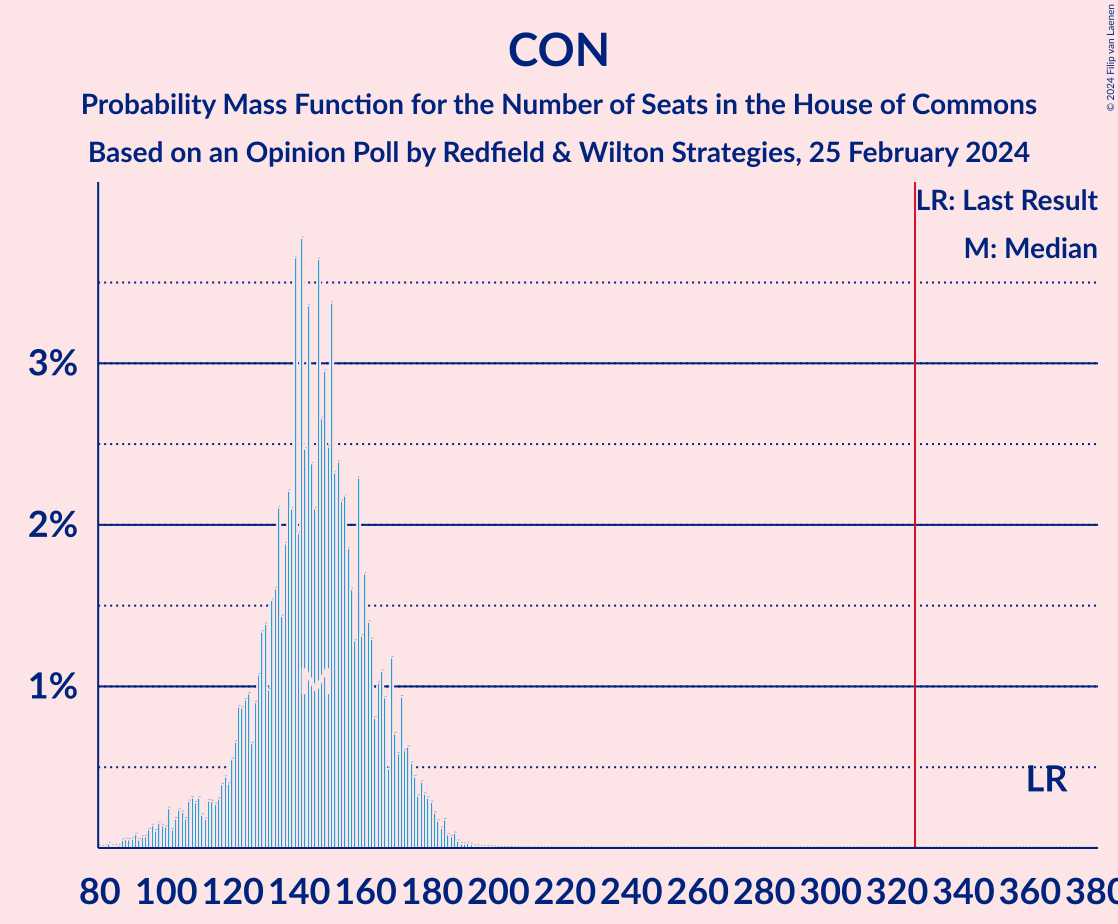 CON
Probability Mass Function for the Number of Seats in the House of Commons
Based on an Opinion Poll by Redfield & Wilton Strategies, 25 February 2024
© 2024 Filip van Laenen
LR: Last Result
M: Median
3%
2%
1%
M
LR
80 100 120 140 160 180 200 220 240 260 280 300 320 340 360 380